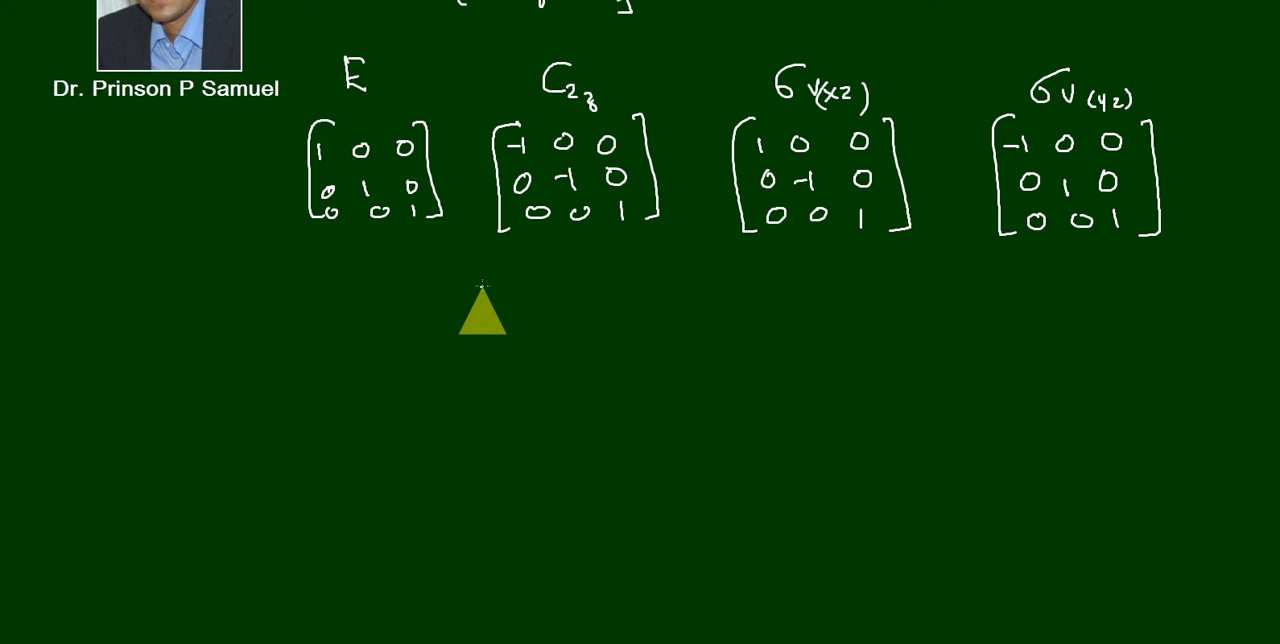 Dr. Prinson P Samuel
E C2z σv(xz) σv(yz)
1 0 0 -1 0 0 1 0 0 -1 0 0
0 1 0 0 -1 0 0 -1 0 0 1 0
0 0 1 0 0 1 0 0 1 0 0 1